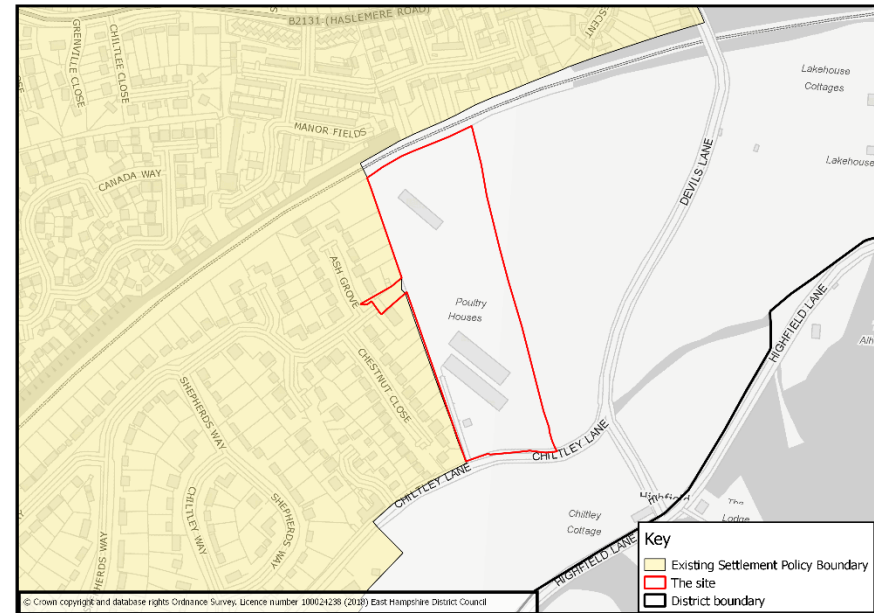 B2131 (HASLEMERE ROAD)
GRENVILLE CLOSE
CHILTLEE CLOSE
MANOR FIELDS
CANADA WAY
Lakehouse
Cottages
DEVILS LANE
ASH GROVE
Poultry
Houses
HIGHFIELD LANE
CHESTNUT CLOSE
SHEPHERDS WAY
CHILTLEY LANE
CHILTLEY LANE
CHILTLEY WAY
SHEPHERDS WAY
SHEPHERDS WAY
Chiltley
Cottage
Highfield
The
Lodge
HIGHFIELD LANE
Key
Existing Settlement Policy Boundary
The site
District boundary
© Crown copyright and database rights Ordnance Survey. Licence number 100024238 (2018) East Hampshire District Council